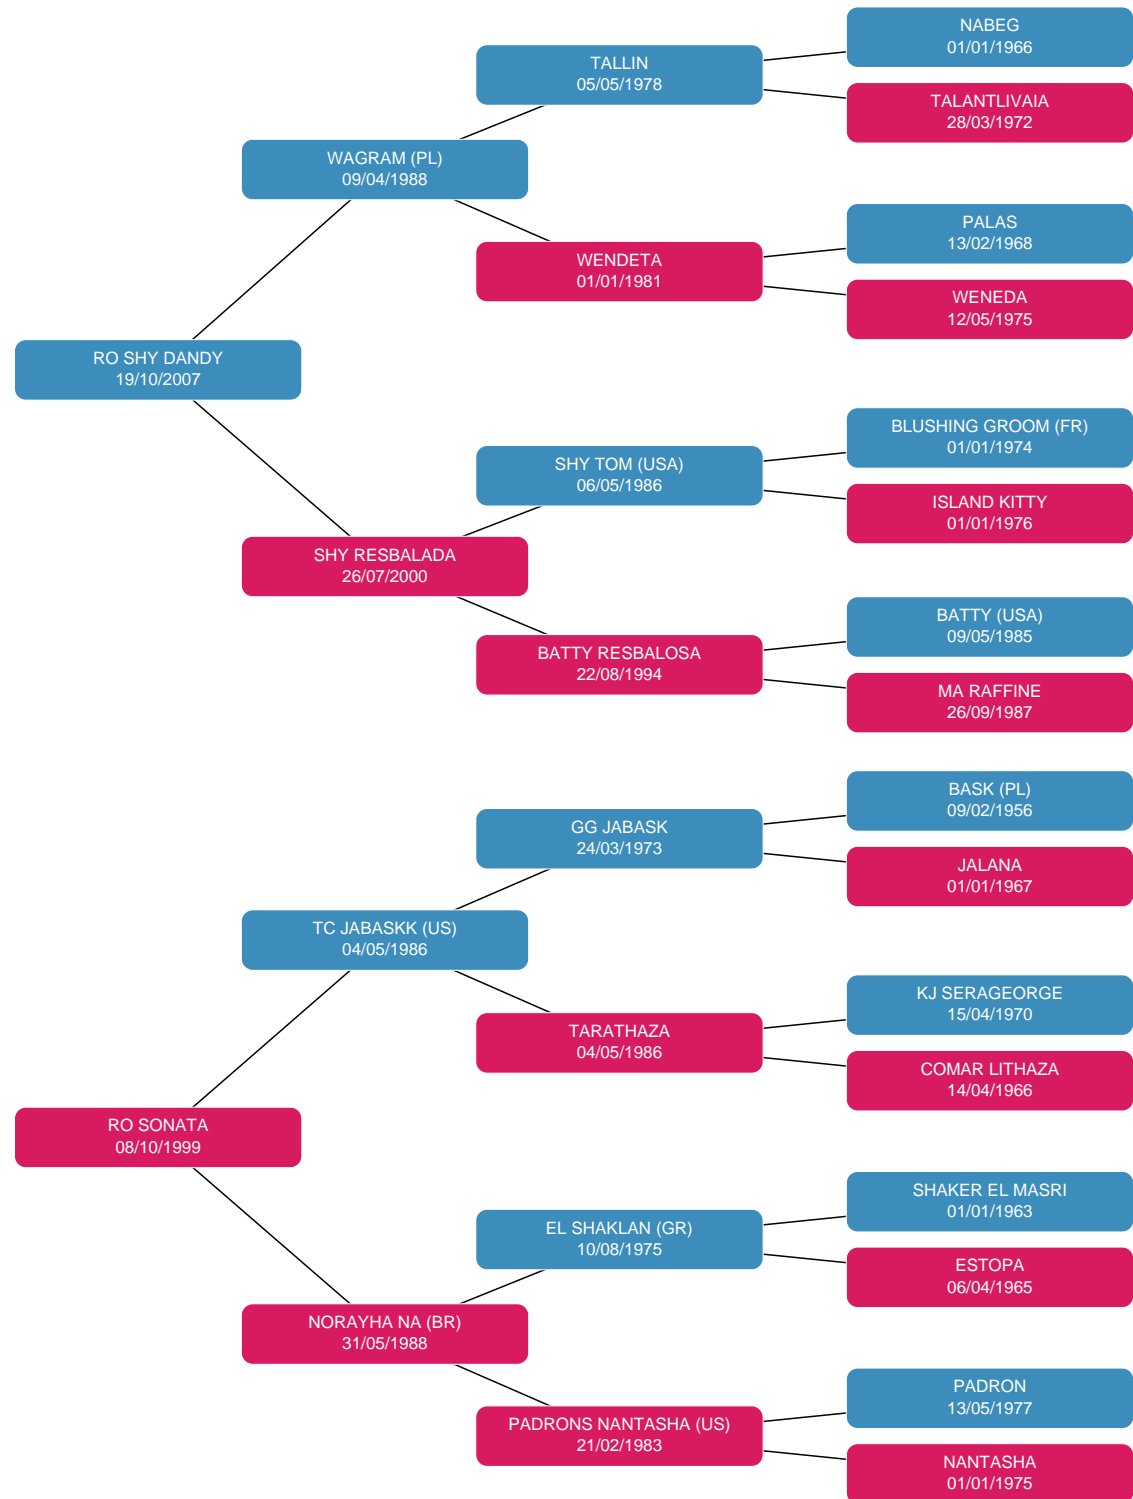 NABEG
01/01/1966
TALLIN
05/05/1978
TALANTLIVAIA
28/03/1972
WAGRAM (PL)
09/04/1988
PALAS
13/02/1968
WENDETA
01/01/1981
WENEDA
12/05/1975
RO SHY DANDY
19/10/2007
BLUSHING GROOM (FR)
01/01/1974
SHY TOM (USA)
06/05/1986
ISLAND KITTY
01/01/1976
SHY RESBALADA
26/07/2000
BATTY (USA)
09/05/1985
BATTY RESBALOSA
22/08/1994
MA RAFFINE
26/09/1987
BASK (PL)
09/02/1956
GG JABASK
24/03/1973
JALANA
01/01/1967
TC JABASKK (US)
04/05/1986
KJ SERAGEORGE
15/04/1970
TARATHAZA
04/05/1986
COMAR LITHAZA
14/04/1966
RO SONATA
08/10/1999
SHAKER EL MASRI
01/01/1963
EL SHAKLAN (GR)
10/08/1975
ESTOPA
06/04/1965
NORAYHA NA (BR)
31/05/1988
PADRON
13/05/1977
PADRONS NANTASHA (US)
21/02/1983
NANTASHA
01/01/1975